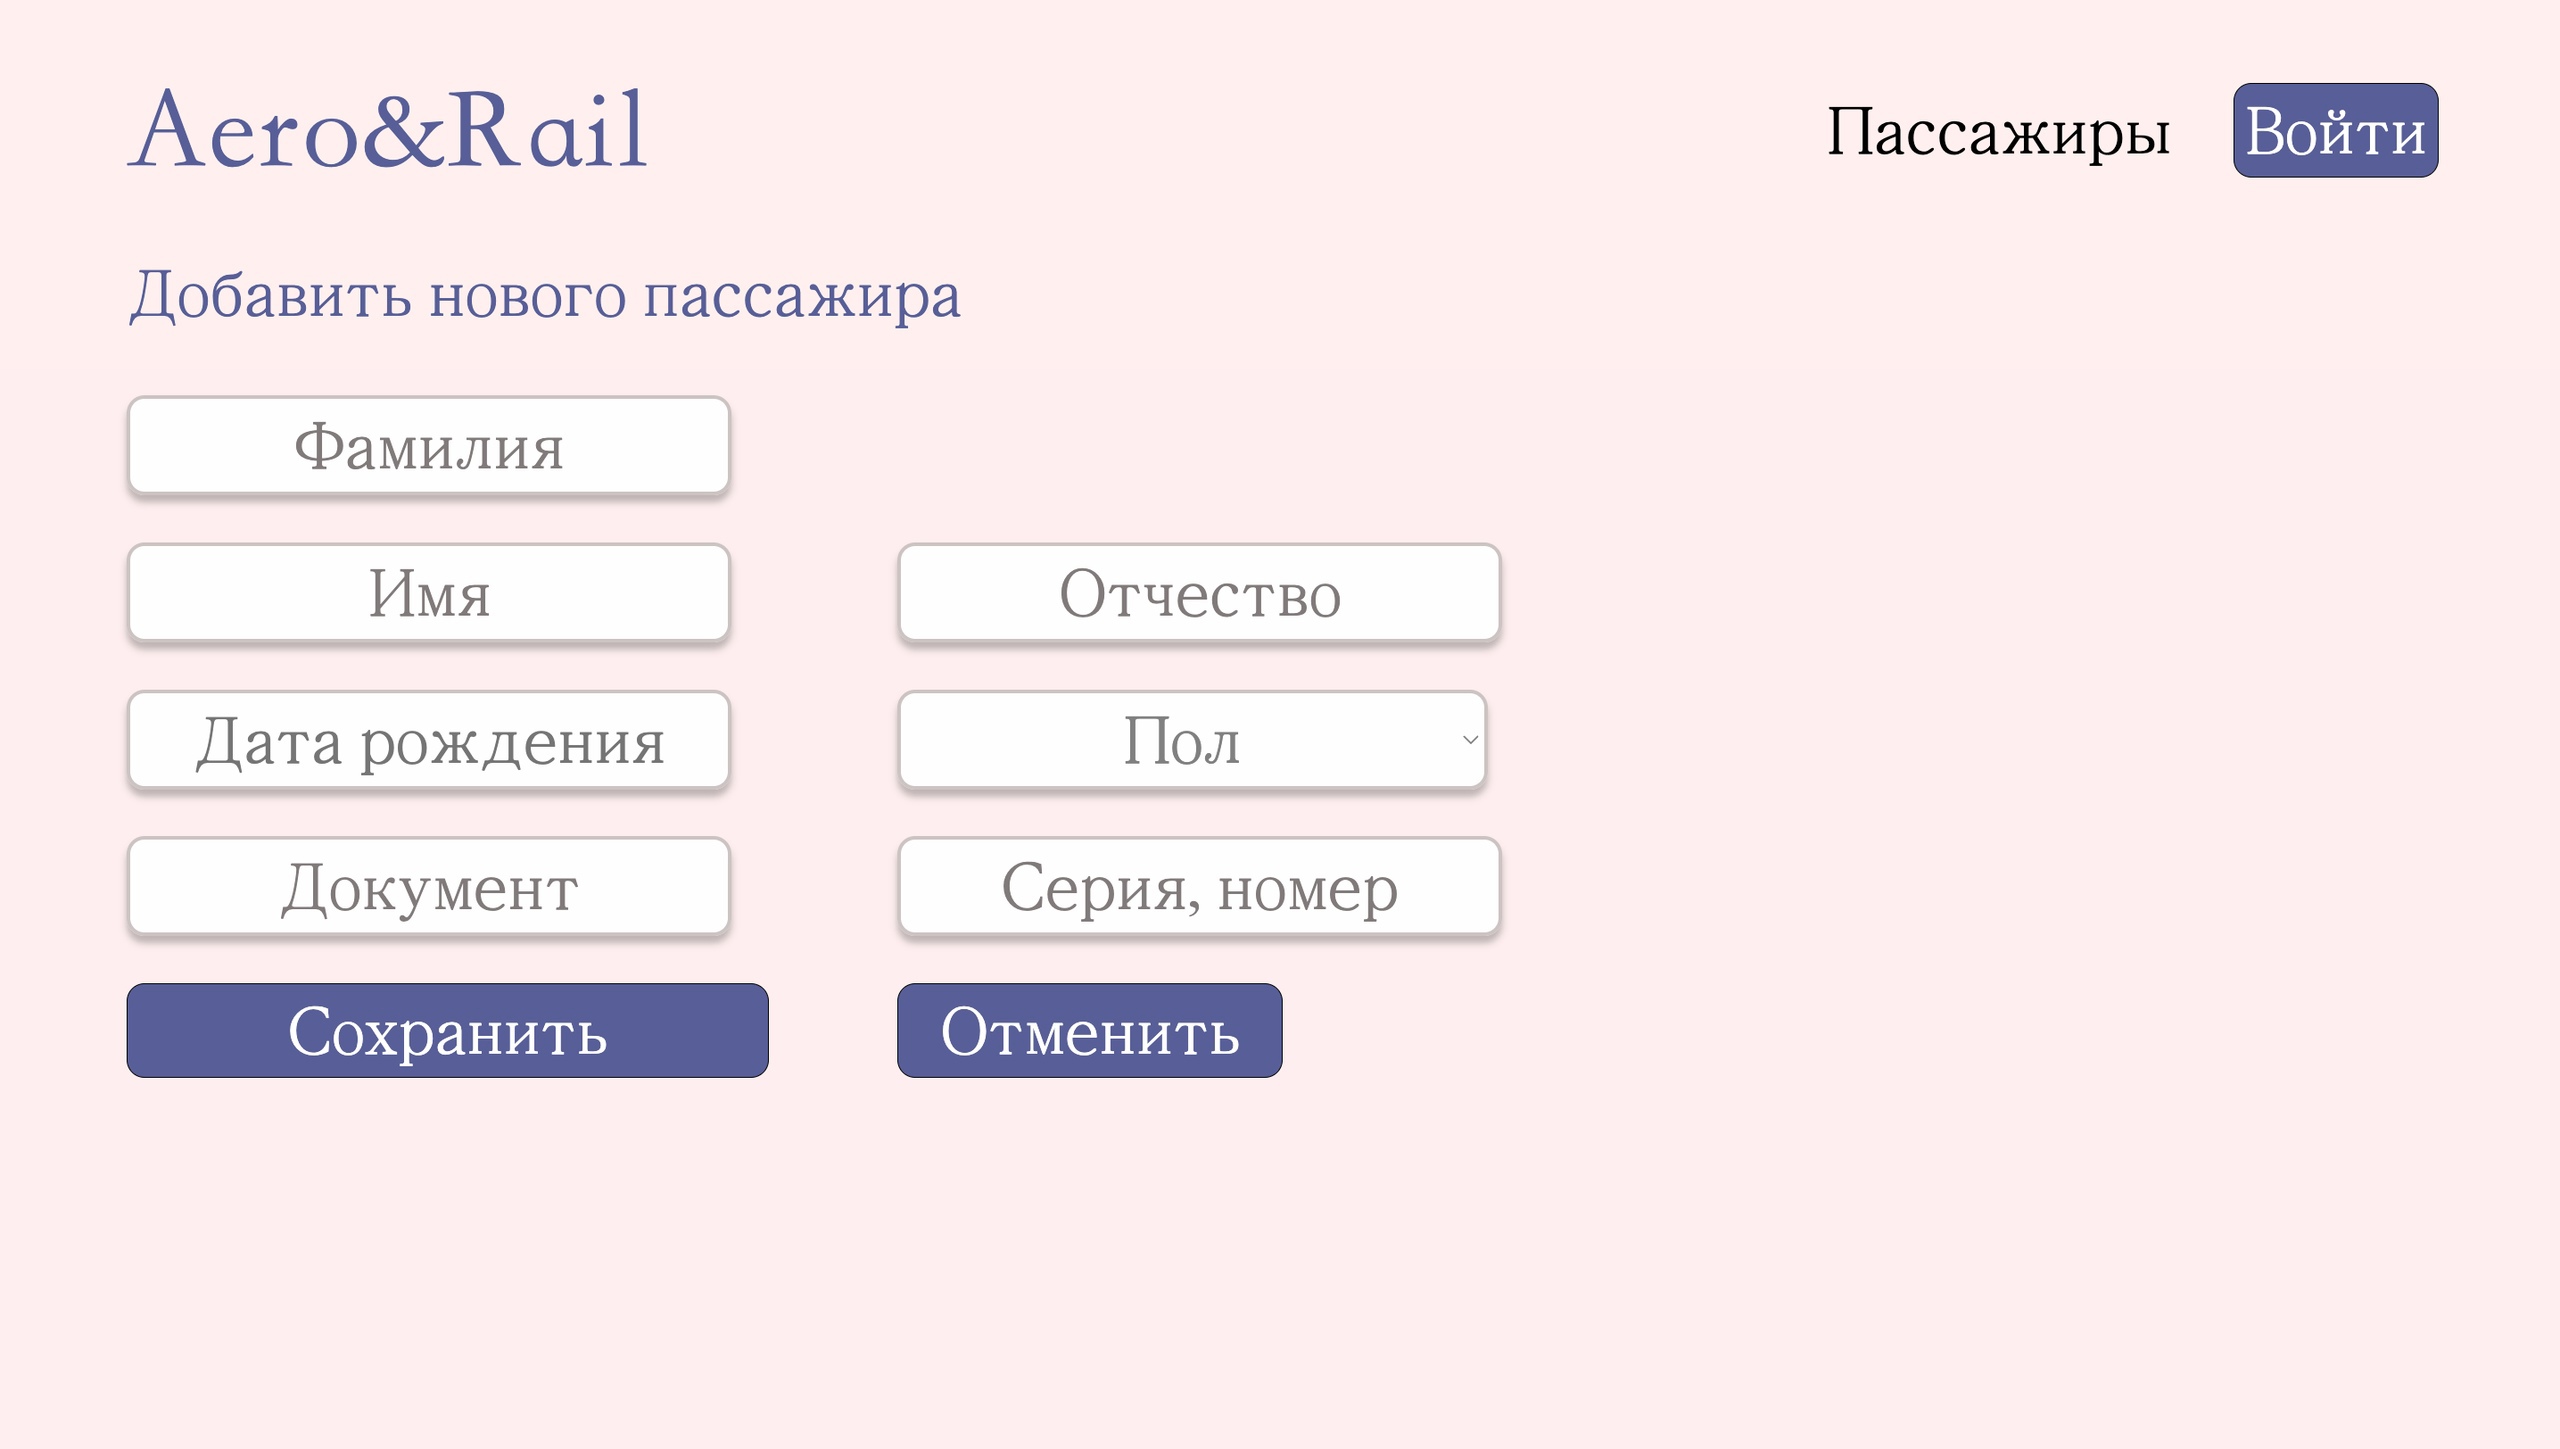 Aero&Rail
Пассажиры
Войти
Добавить нового пассажира
Фамилия
Имя
Отчество
Дата рождения
Пол
Документ
Серия, номер
Сохранить
Отменить